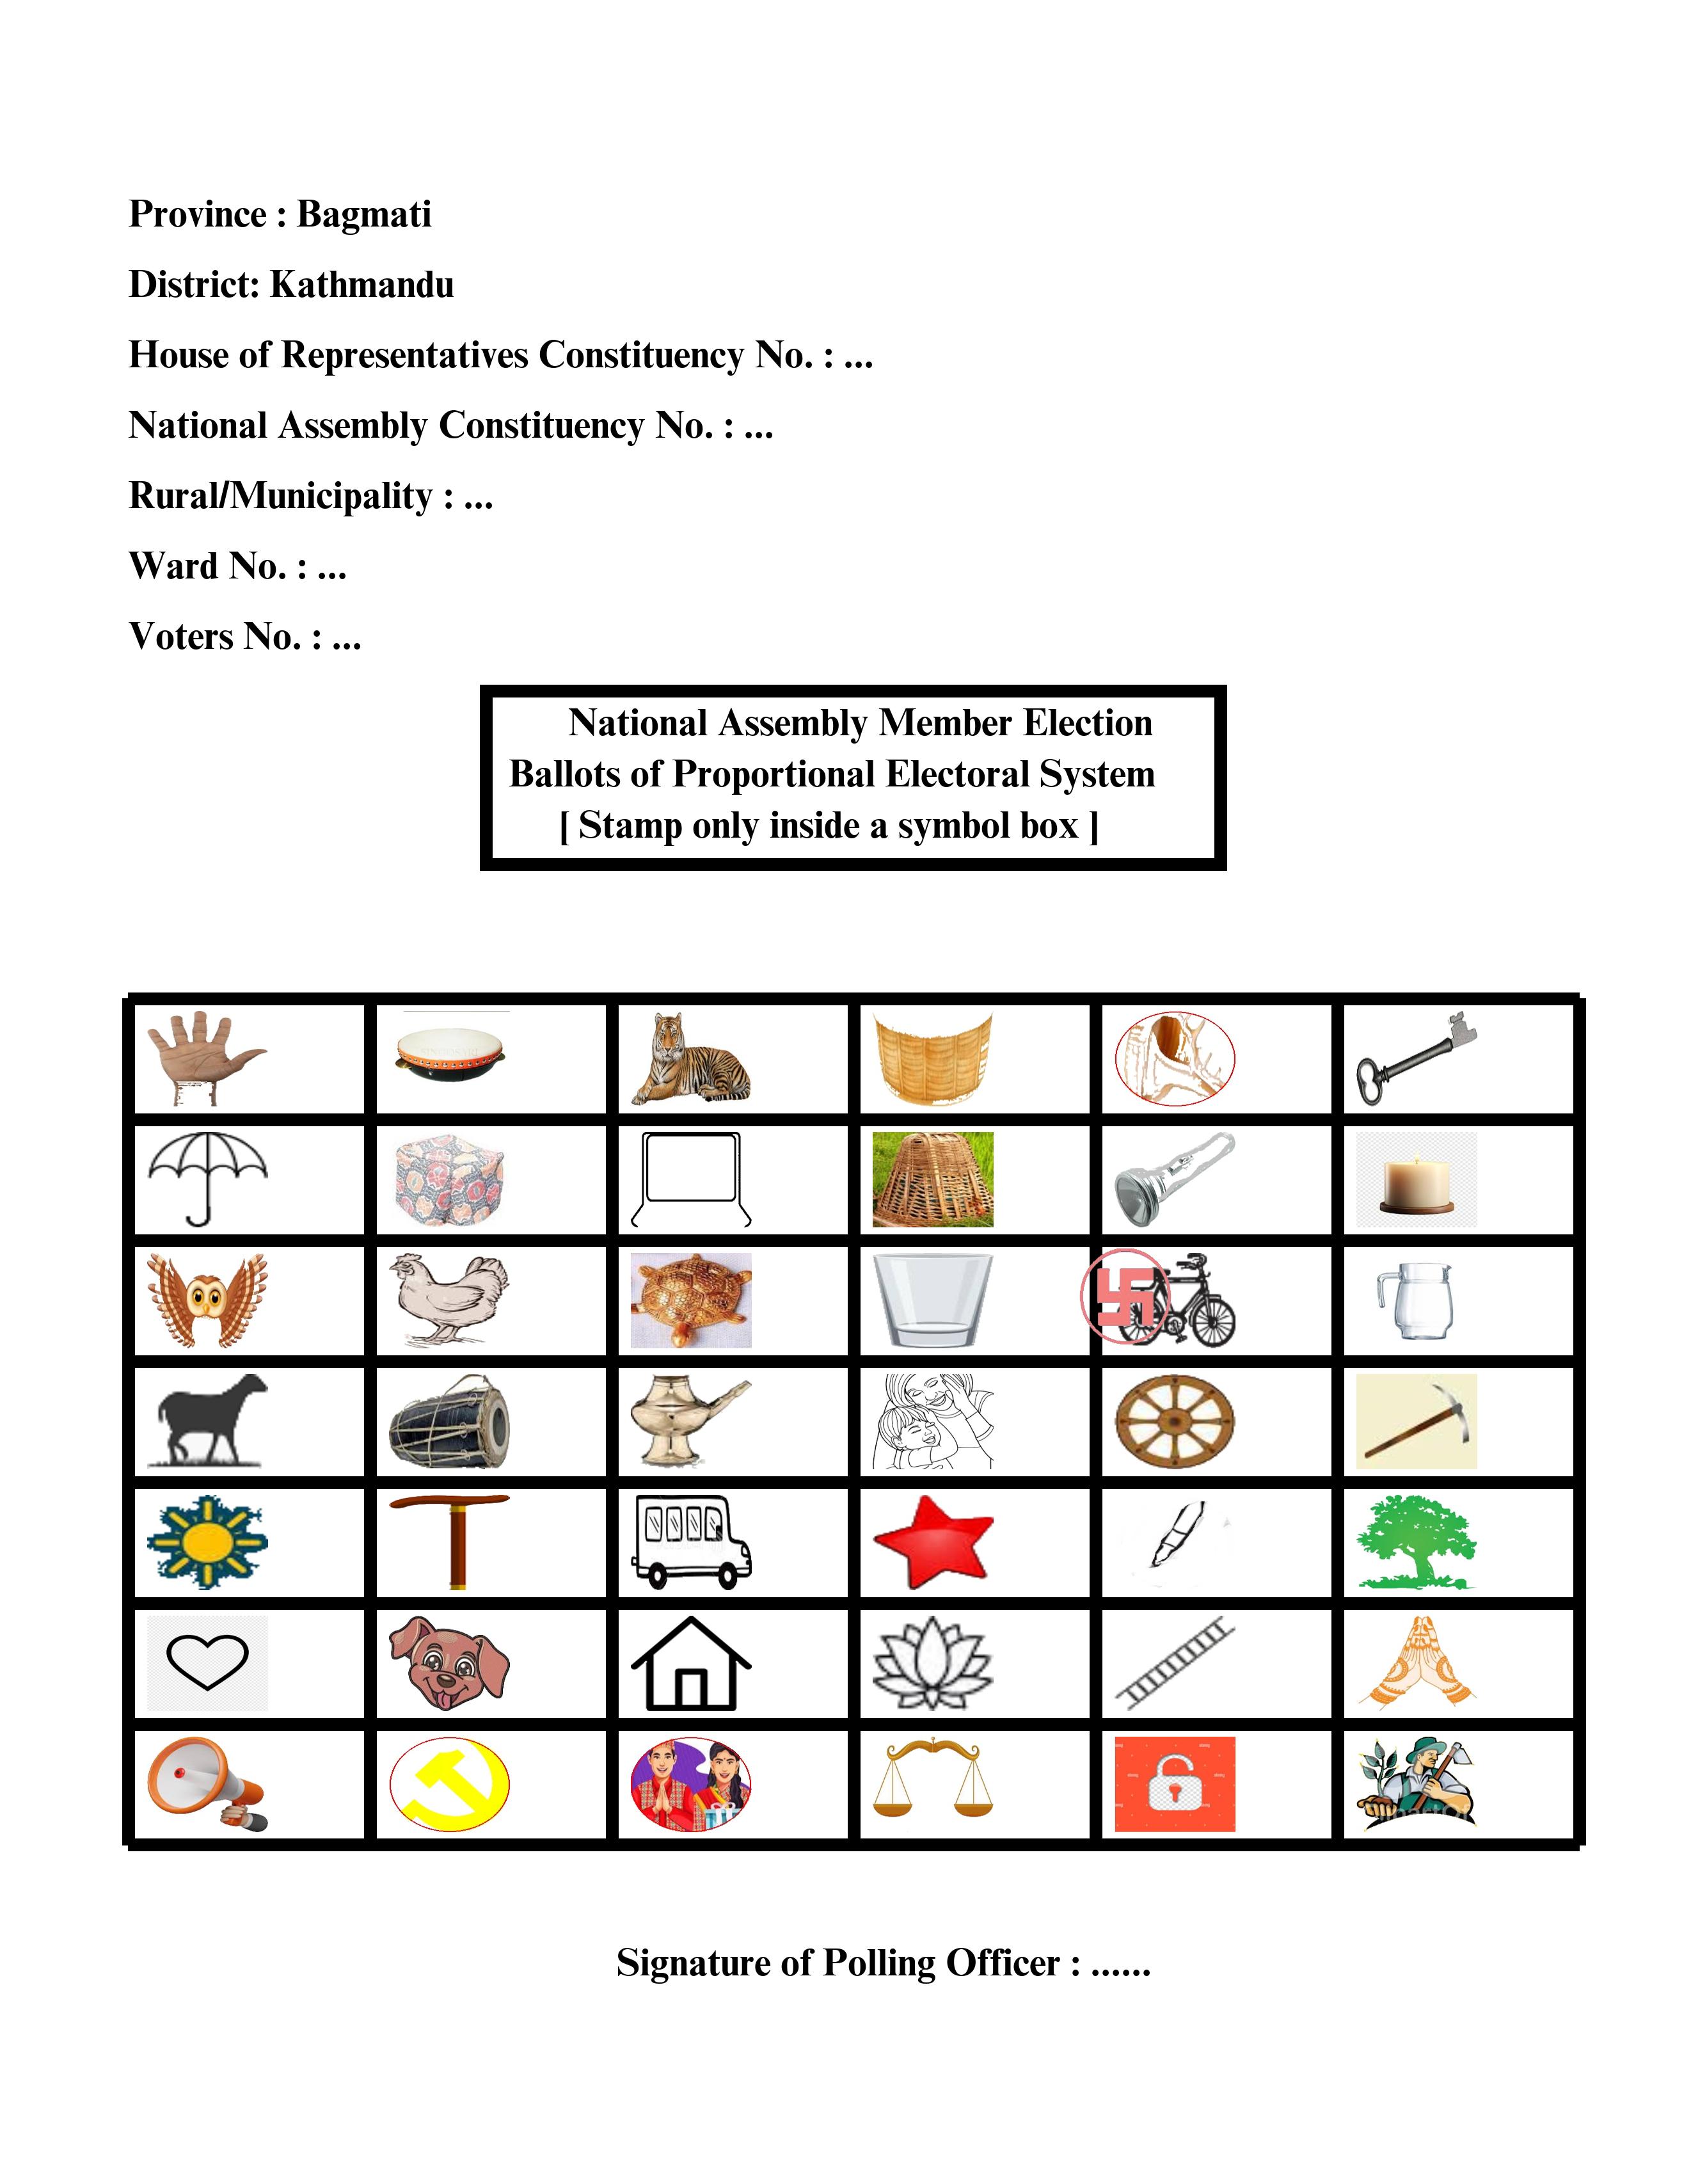 Province : Bagmati
District: Kathmandu
House of Representatives Constituency No. : ...
National Assembly Constituency No. : ...
Rural/Municipality : ...
Ward No. : ...
Voters No. : ...
National Assembly Member Election
Ballots of Proportional Electoral System
[ Stamp only inside a symbol box ]
Signature of Polling Officer : ......